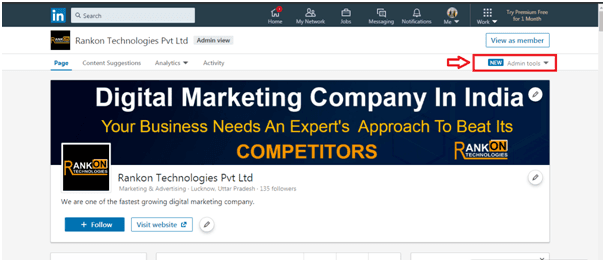 in
Search
1
Home
My Network
Jobs
Messaging
Notifications
Me
Work
Try Premium Free
for 1 Month
Rankon Technologies Pvt Ltd
Admin view
View as member
Page
Content Suggestions
Analytics
Activity
NEW Admin tools
Digital Marketing Company In India
Your Business Needs An Expert's Approach To Beat Its
COMPETITORS
RANKON
TECHNOLOGIES
RANKON
TECHNOLOGIES
Rankon Technologies Pvt Ltd
Marketing & Advertising · Lucknow, Uttar Pradesh · 135 followers
We are one of the fastest growing digital marketing company.
+ Follow
Visit website